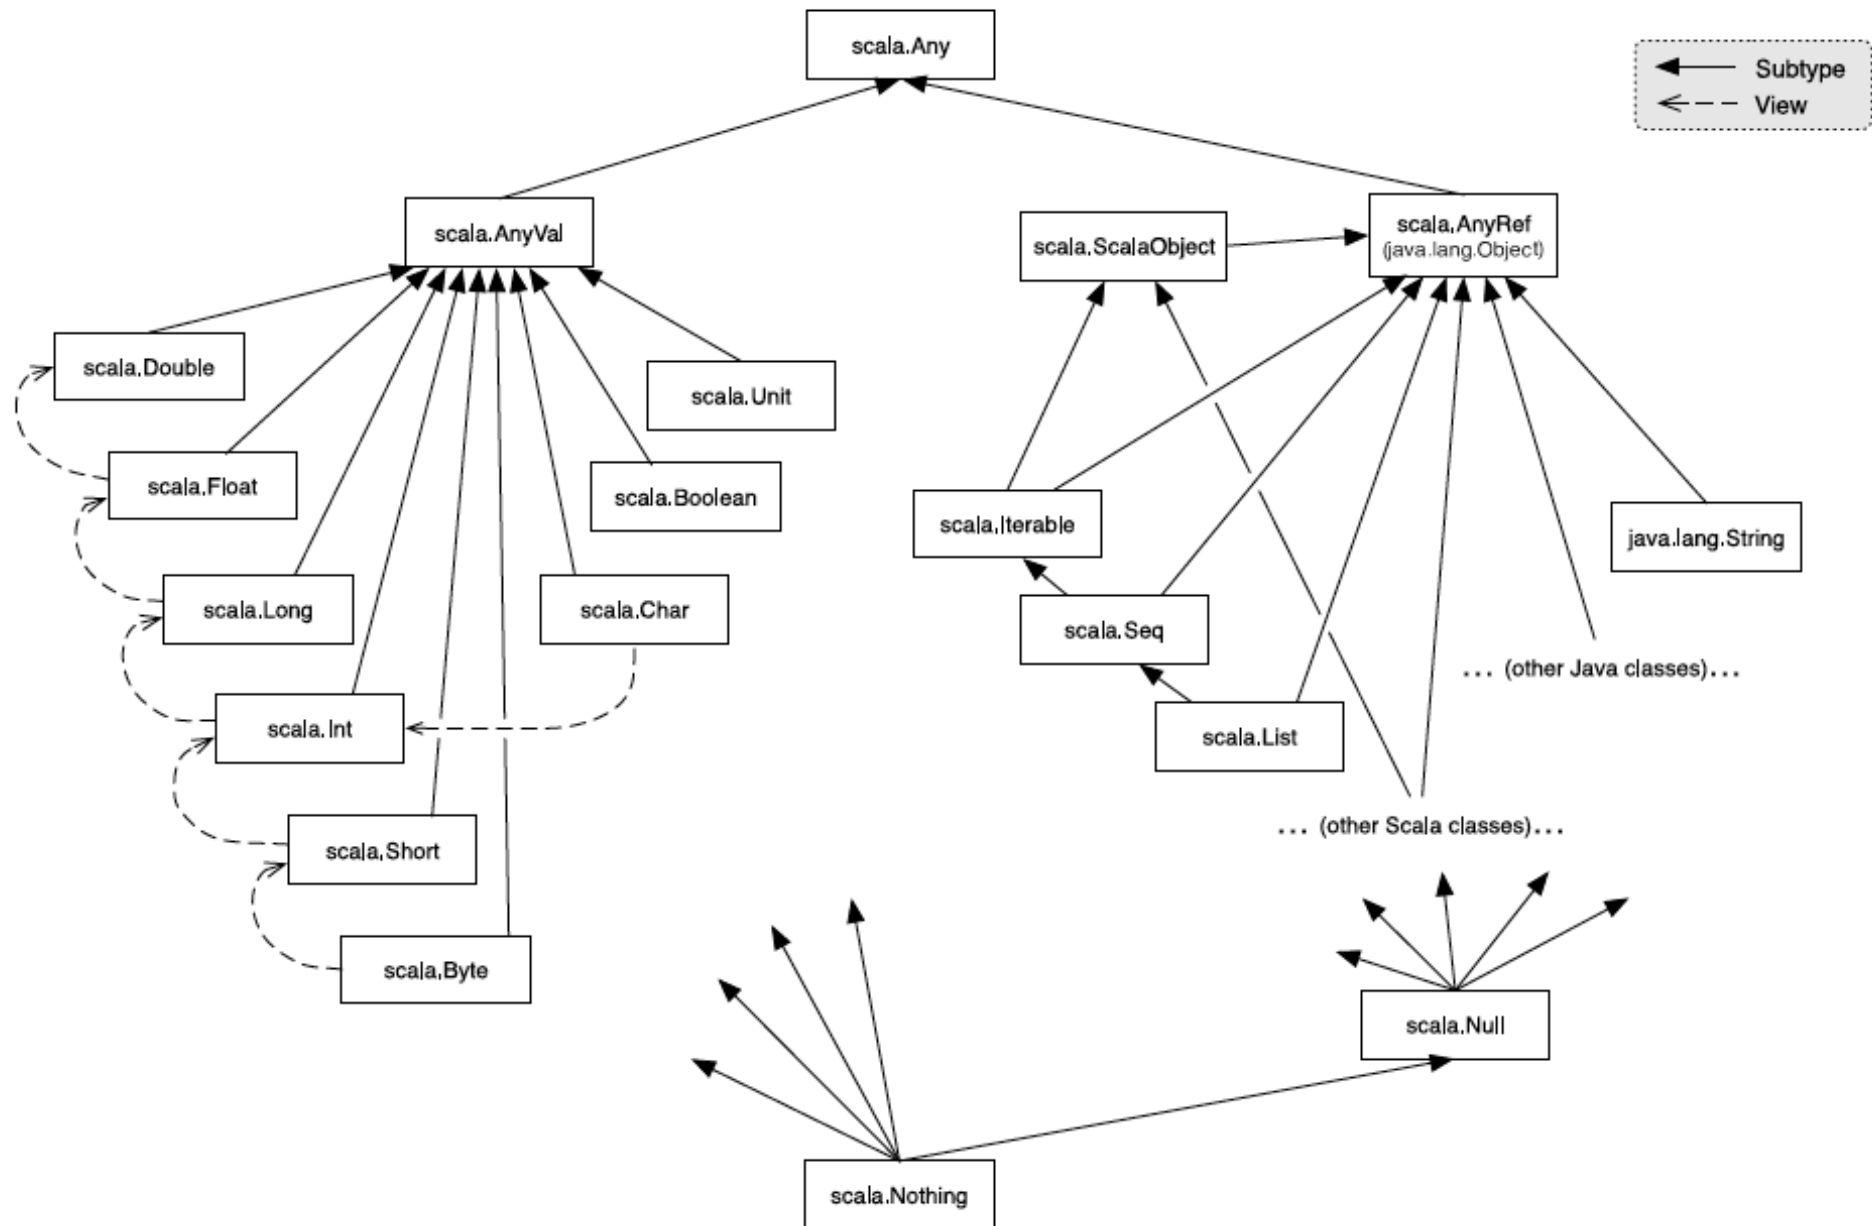 scala.Any
Subtype
View
scala.AnyVal
scala.ScalaObject
scala.AnyRef
(java.lang.Object)
scala.Double
scala.Unit
scala.Float
scala.Boolean
scala.Iterable
java.lang.String
scala.Long
scala.Char
scala.Seq
... (other Java classes)...
scala.Int
scala.List
... (other Scala classes)...
scala.Short
scala.Byte
scala.Null
scala.Nothing